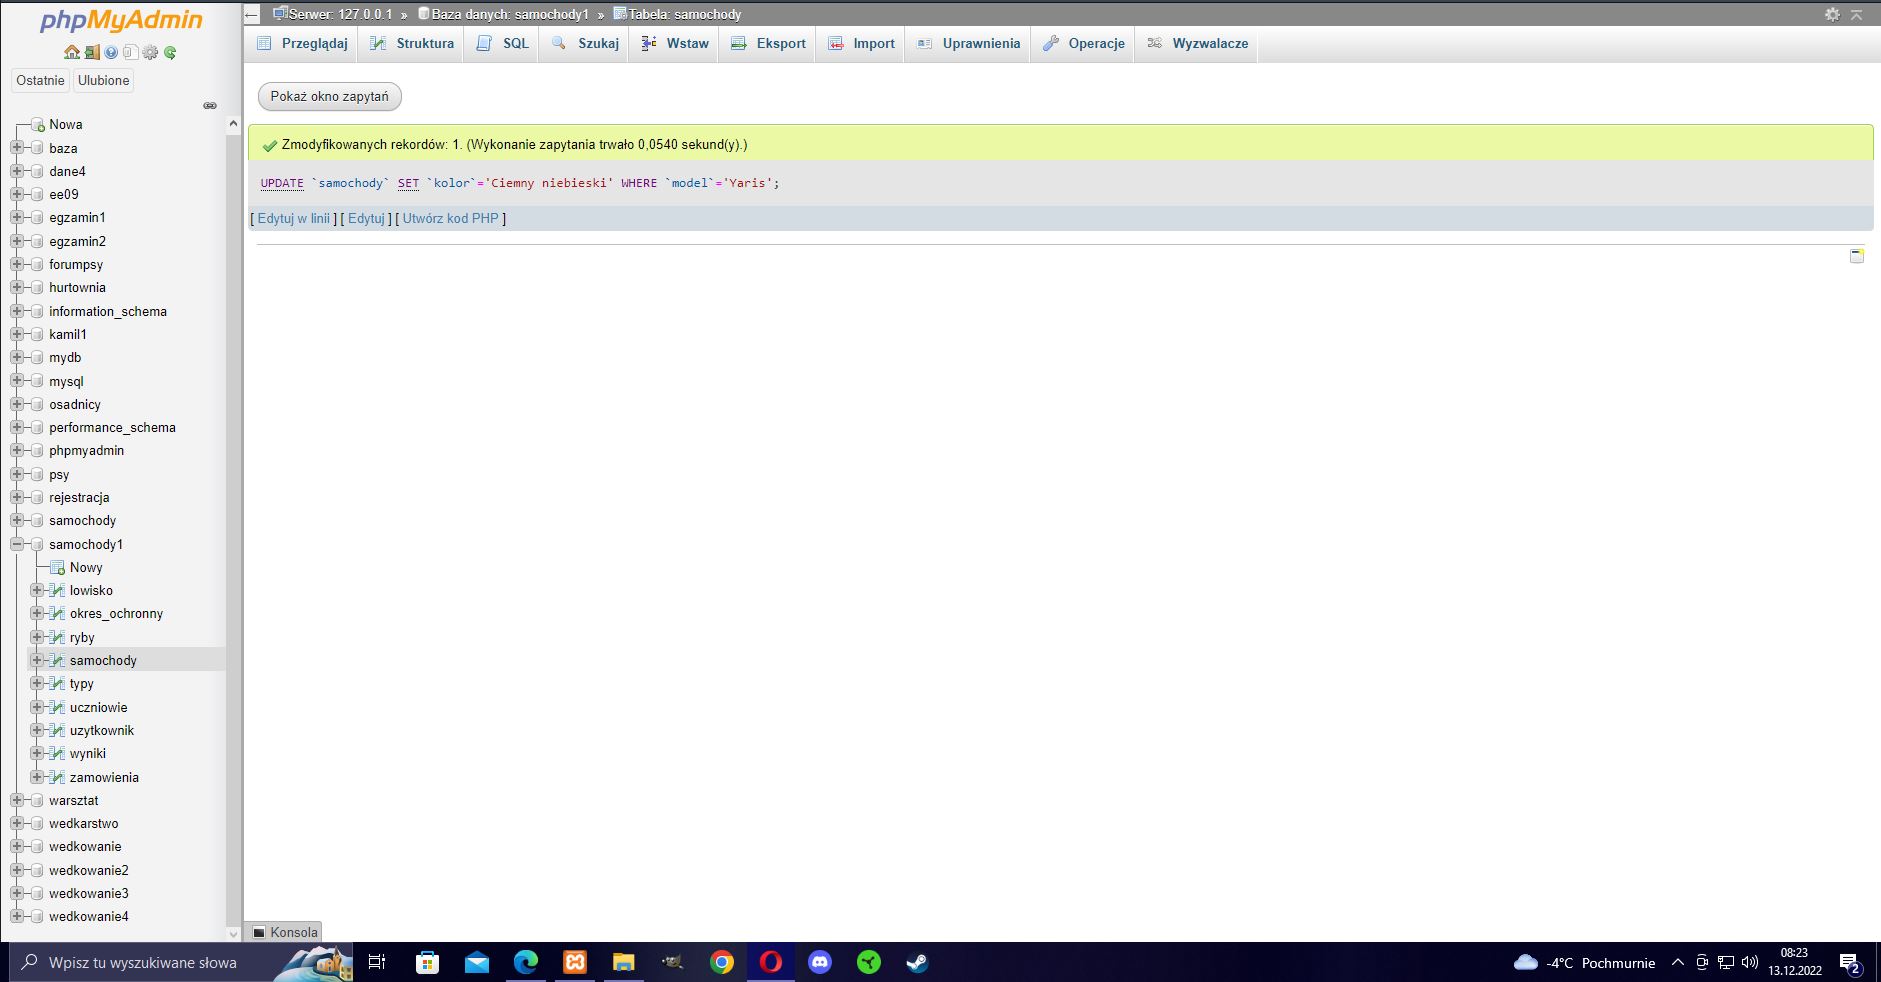 phpMyAdmin
Ostatnie Ulubione
Nowa
baza
dane4
ee09
egzamin1
egzamin2
forumpsy
hurtownia
information_schema
kamil1
mydb
mysql
osadnicy
performance_schema
phpmyadmin
psy
rejestracja
samochody
samochody1
Nowy
lowisko
okres_ochronny
ryby
samochody
typy
uczniowie
uzytkownik
wyniki
zamowienia
warsztat
wedkarstwo
wedkowanie
wedkowanie2
wedkowanie3
wedkowanie4
Serwer: 127.0.0.1 » Baza danych: samochody1 » Tabela: samochody
Przeglądaj Struktura SQL Szukaj Wstaw Eksport Import Uprawnienia Operacje Wyzwalacze
Pokaż okno zapytań
Zmodyfikowanych rekordów: 1. (Wykonanie zapytania trwało 0,0540 sekund(y).)
UPDATE `samochody` SET `kolor`='Ciemny niebieski' WHERE `model`='Yaris';
[ Edytuj w linii ] [ Edytuj ] [ Utwórz kod PHP ]
Konsola
Wpisz tu wyszukiwane słowa
-4°C Pochmurnie
08:23
13.12.2022
2